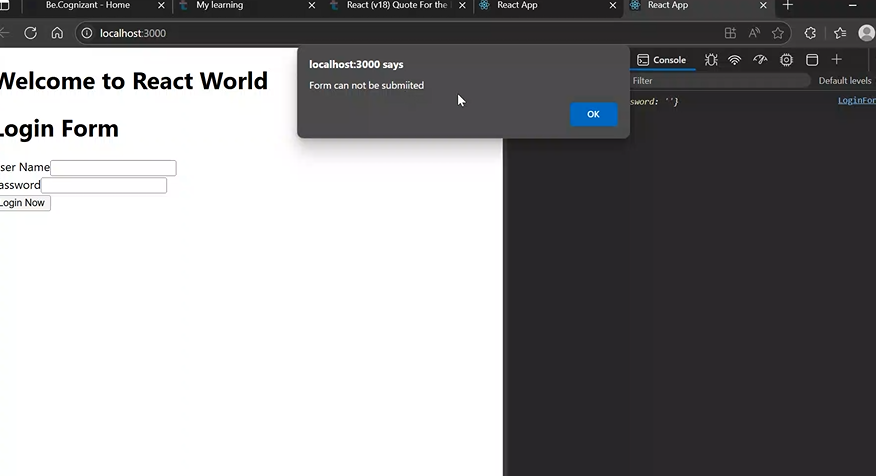 Be.Cognizant - Home
My learning
React (v18) Quote For the
React App
React App
localhost:3000
localhost:3000 says
Form can not be submiited
OK
Console
Filter
Default levels
sword: ''}
LoginFor
Welcome to React World
Login Form
ser Name
assword
Login Now